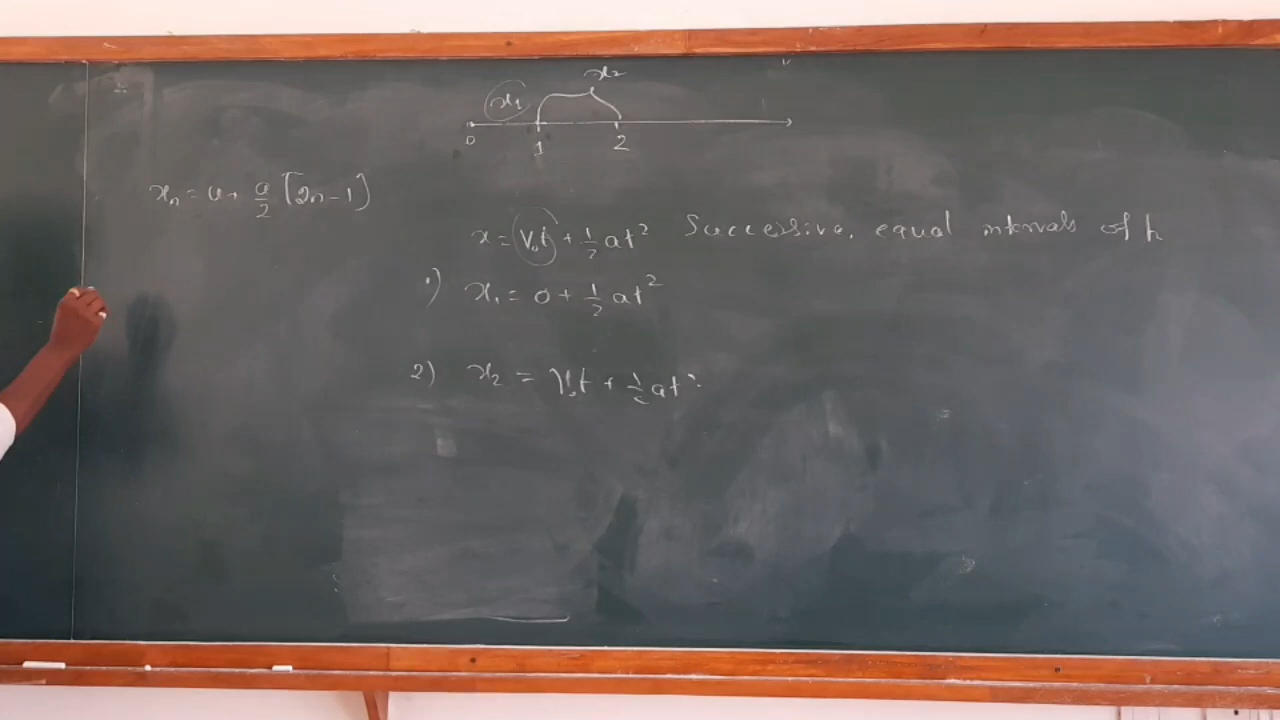 x₁ x₂
0 1 2
xₙ = u + a/2 [2n-1]
x = V₀t + 1/2 at² Successive, equal intervals of
1) x₁ = 0 + 1/2 at²
2) x₂ = V₀t + 1/2 at²